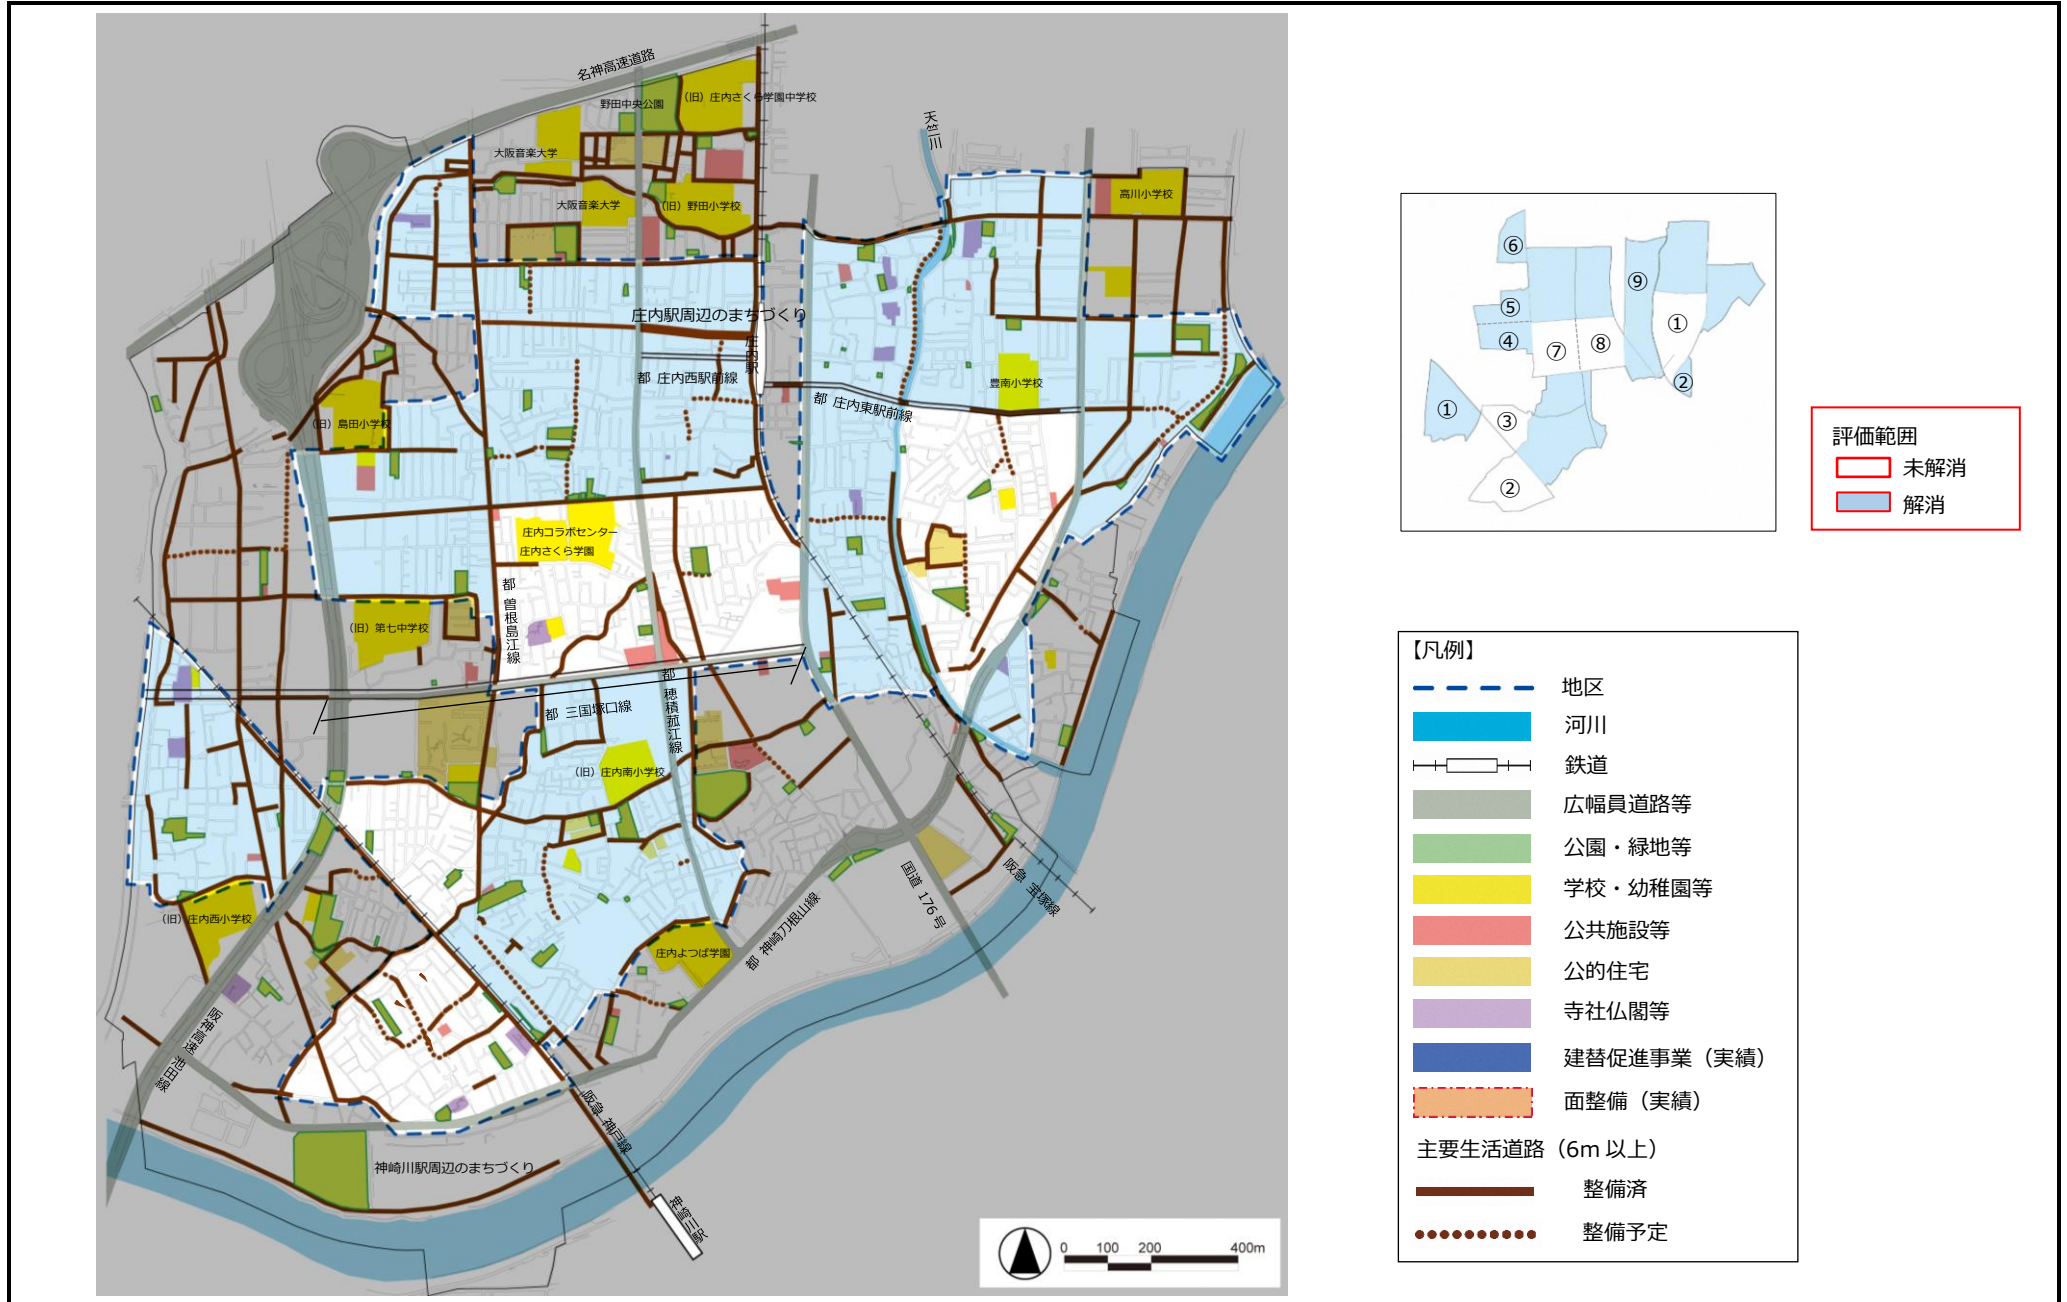 名神高速道路
野田中央公園
（旧）庄内さくら学園中学校
大阪音楽大学
天竺川
大阪音楽大学
（旧）野田小学校
高川小学校
庄内駅周辺のまちづくり
庄内駅
都 庄内西駅前線
都 庄内東駅前線
豊南小学校
（旧）島田小学校
庄内コラボセンター
庄内さくら学園
都 曽根島江線
（旧）第七中学校
都 三国塚口線
都 穂積菰江線
（旧）庄内南小学校
（旧）庄内西小学校
庄内よつば学園
都 神崎刀根山線
国道 176 号
阪急 宝塚線
阪神高速 池田線
阪急 神戸線
神崎川駅周辺のまちづくり
神崎川駅
0 100 200 400m
⑥
⑨
⑤
④
⑦
⑧
①
②
①
③
②
評価範囲
未解消
解消
【凡例】
地区
河川
鉄道
広幅員道路等
公園・緑地等
学校・幼稚園等
公共施設等
公的住宅
寺社仏閣等
建替促進事業（実績）
面整備（実績）
主要生活道路（6m 以上）
整備済
整備予定